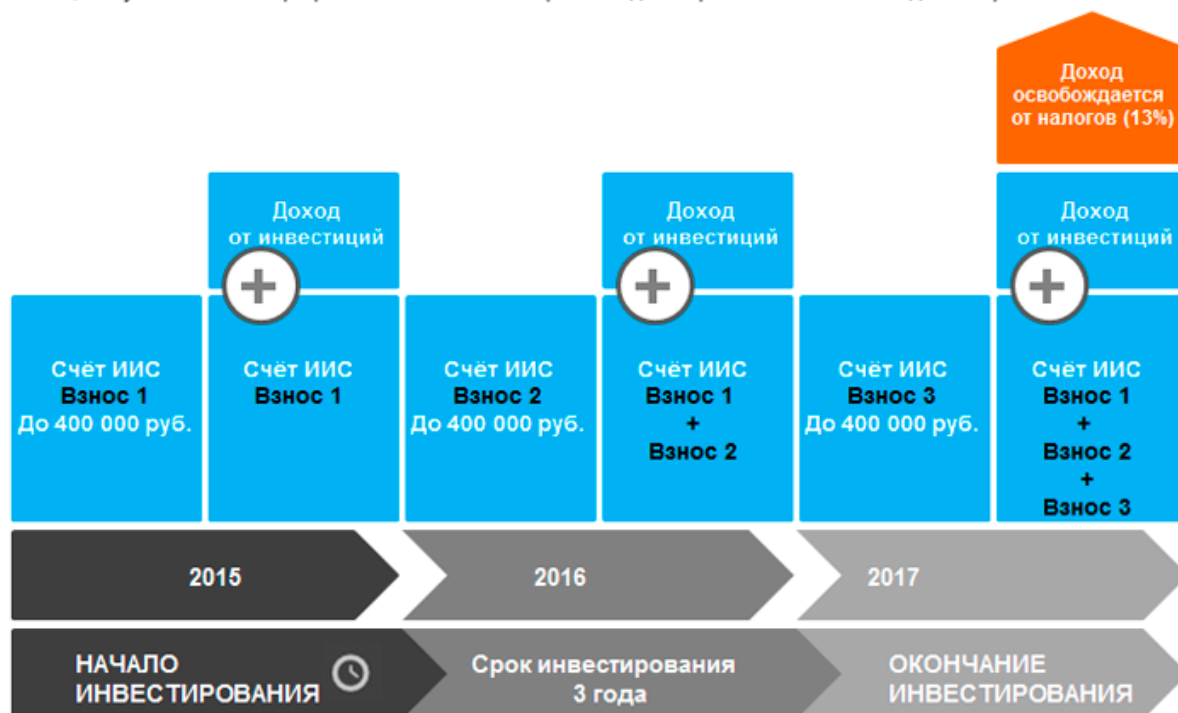 Доход
освобождается
от налогов (13%)
Доход
от инвестиций
Доход
от инвестиций
Доход
от инвестиций
Счёт ИИС
Взнос 1
До 400 000 руб.
Счёт ИИС
Взнос 1
Счёт ИИС
Взнос 2
До 400 000 руб.
Счёт ИИС
Взнос 1
+
Взнос 2
Счёт ИИС
Взнос 3
До 400 000 руб.
Счёт ИИС
Взнос 1
+
Взнос 2
+
Взнос 3
2015
2016
2017
НАЧАЛО
ИНВЕСТИРОВАНИЯ
Срок инвестирования
3 года
ОКОНЧАНИЕ
ИНВЕСТИРОВАНИЯ